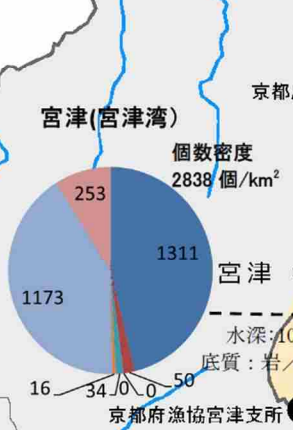 京都府
宮津(宮津湾)
個数密度
2838 個/km²
253
1311
1173
宮津
水深:10
底質:岩/
16
34
0
0
50
京都府漁協宮津支所